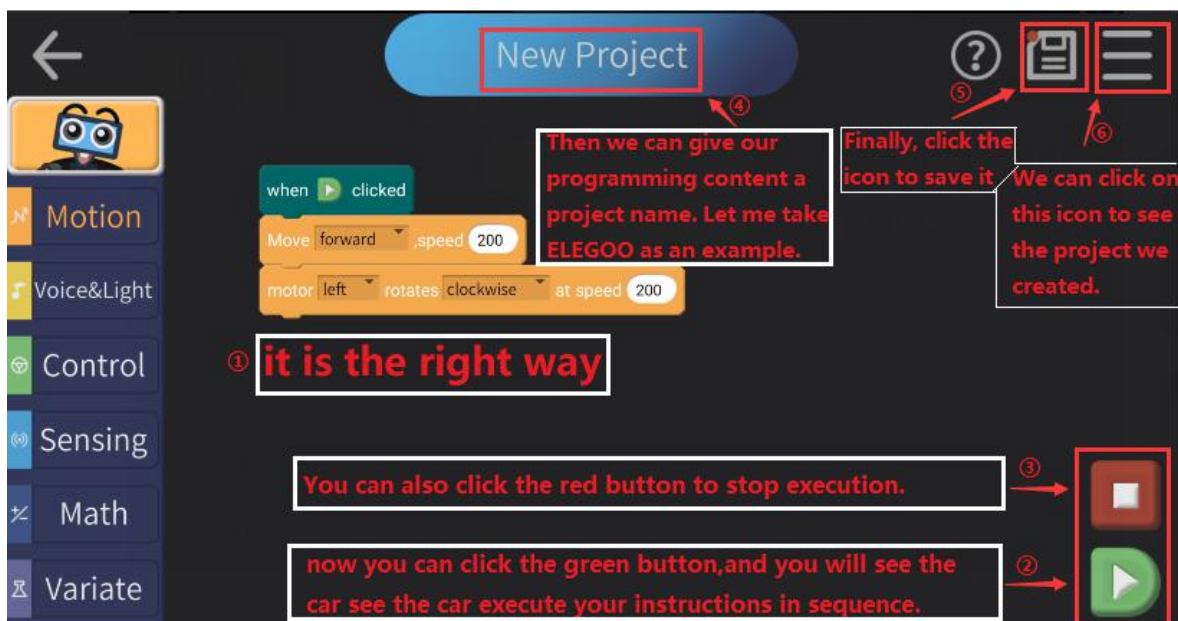 New Project
?
⑤
④
⑥
Then we can give our
programming content a
project name. Let me take
ELEGOO as an example.
Finally, click the
icon to save it
We can click on
this icon to see
the project we
created.
when clicked
Move forward ,speed 200
motor left rotates clockwise at speed 200
Motion
Voice&Light
Control
Sensing
Math
Variate
① it is the right way
You can also click the red button to stop execution.
③
now you can click the green button,and you will see the
car see the car execute your instructions in sequence.
②